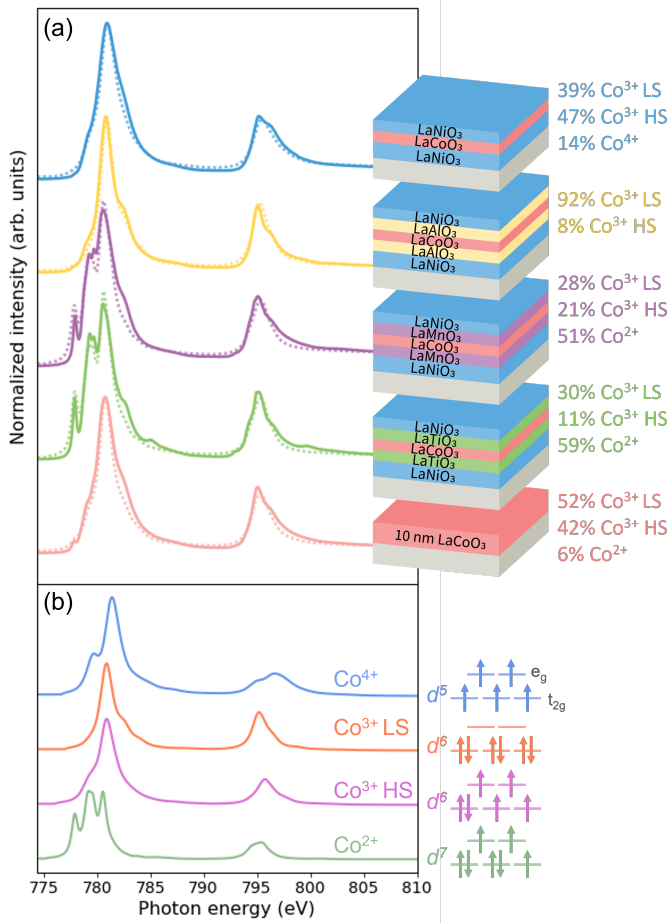 (a)
Normalized intensity (arb. units)
LaNiO₃
LaCoO₃
LaNiO₃
39% Co³⁺ LS
47% Co³⁺ HS
14% Co⁴⁺
LaNiO₃
LaAlO₃
LaCoO₃
LaAlO₃
LaNiO₃
92% Co³⁺ LS
8% Co³⁺ HS
LaNiO₃
LaMnO₃
LaCoO₃
LaMnO₃
LaNiO₃
28% Co³⁺ LS
21% Co³⁺ HS
51% Co²⁺
LaNiO₃
LaTiO₃
LaCoO₃
LaTiO₃
LaNiO₃
30% Co³⁺ LS
11% Co³⁺ HS
59% Co²⁺
10 nm LaCoO₃
52% Co³⁺ LS
42% Co³⁺ HS
6% Co²⁺
(b)
Co⁴⁺
d⁵
e_g
t_2g
Co³⁺ LS
d⁶
Co³⁺ HS
d⁶
Co²⁺
d⁷
775 780 785 790 795 800 805 810
Photon energy (eV)